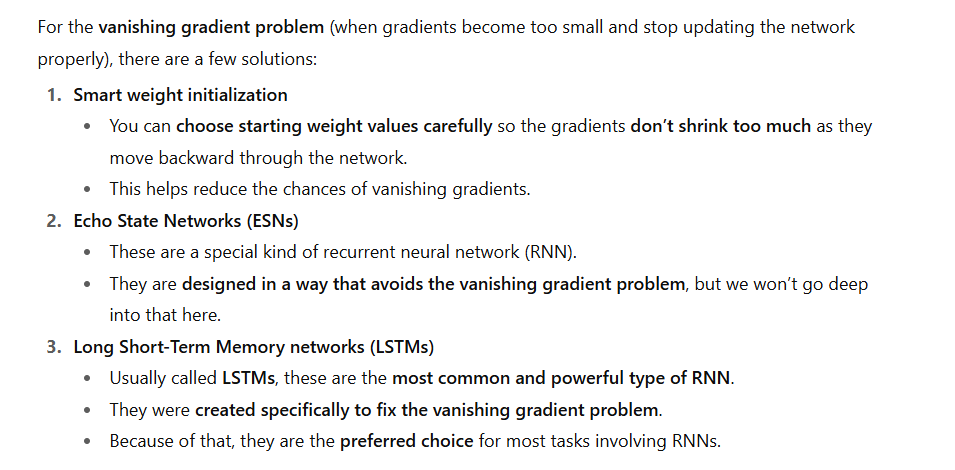 For the vanishing gradient problem (when gradients become too small and stop updating the network
properly), there are a few solutions:
1. Smart weight initialization
• You can choose starting weight values carefully so the gradients don't shrink too much as they
move backward through the network.
• This helps reduce the chances of vanishing gradients.
2. Echo State Networks (ESNs)
• These are a special kind of recurrent neural network (RNN).
• They are designed in a way that avoids the vanishing gradient problem, but we won't go deep
into that here.
3. Long Short-Term Memory networks (LSTMs)
• Usually called LSTMs, these are the most common and powerful type of RNN.
• They were created specifically to fix the vanishing gradient problem.
• Because of that, they are the preferred choice for most tasks involving RNNs.